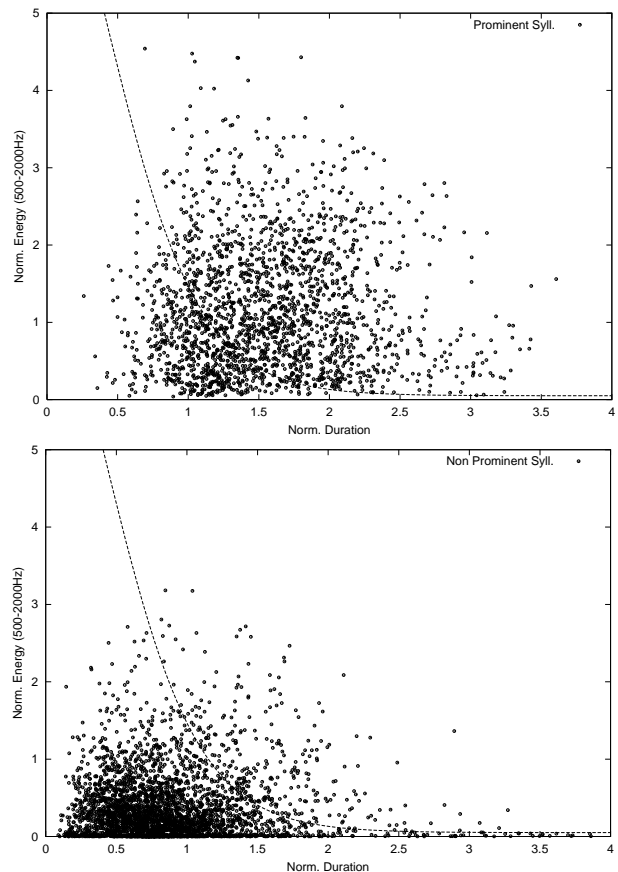 5
Prominent Syll.
4
3
Norm. Energy (500-2000Hz)
2
1
0
0 0.5 1 1.5 2 2.5 3 3.5 4
Norm. Duration
5
Non Prominent Syll.
4
3
Norm. Energy (500-2000Hz)
2
1
0
0 0.5 1 1.5 2 2.5 3 3.5 4
Norm. Duration